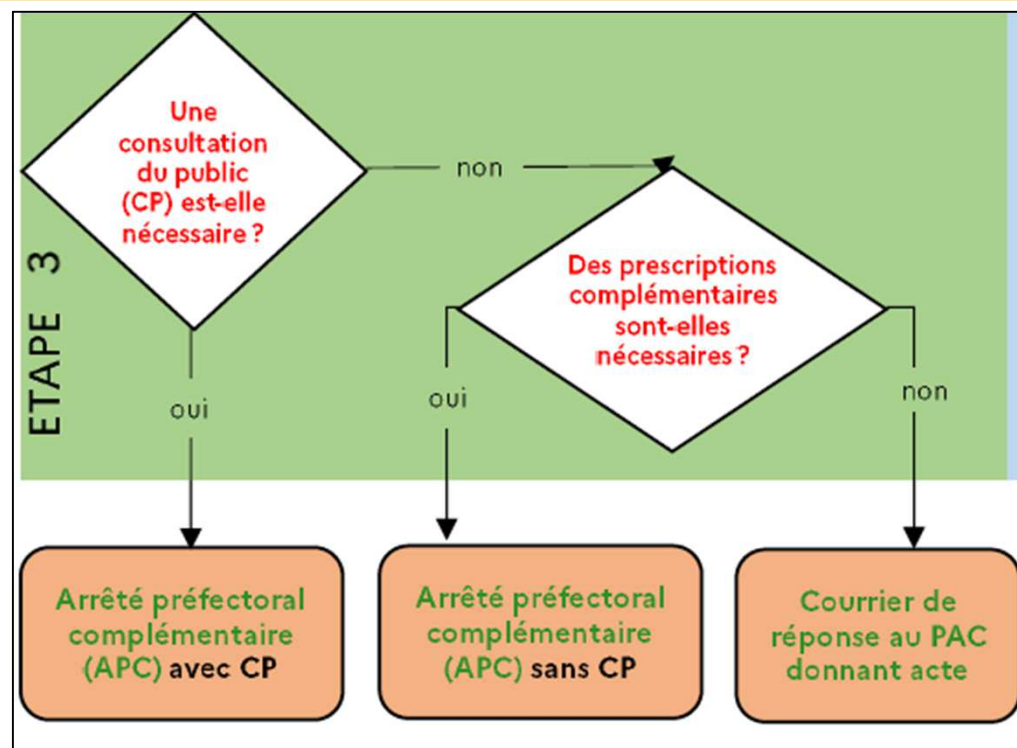 Une
consultation
du public
(CP) est-elle
nécessaire ?
non
Des prescriptions
complémentaires
sont-elles
nécessaires ?
ETAPE 3
oui
oui
non
Arrêté préfectoral
complémentaire
(APC) avec CP
Arrêté préfectoral
complémentaire
(APC) sans CP
Courrier de
réponse au PAC
donnant acte